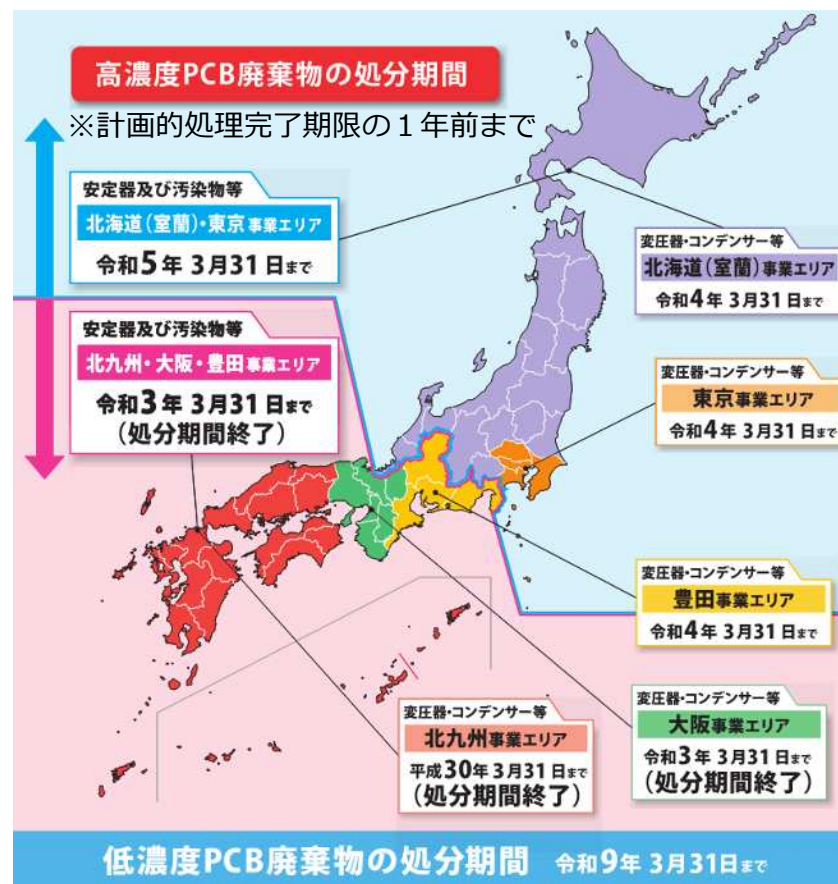 高濃度PCB廃棄物の処分期間
※計画的処理完了期限の1年前まで
安定器及び汚染物等
北海道(室蘭)・東京事業エリア
令和5年 3月31日まで
安定器及び汚染物等
北九州・大阪・豊田事業エリア
令和3年 3月31日まで
(処分期間終了)
変圧器・コンデンサー等
北海道(室蘭)事業エリア
令和4年 3月31日まで
変圧器・コンデンサー等
東京事業エリア
令和4年 3月31日まで
変圧器・コンデンサー等
豊田事業エリア
令和4年 3月31日まで
変圧器・コンデンサー等
大阪事業エリア
令和3年 3月31日まで
(処分期間終了)
変圧器・コンデンサー等
北九州事業エリア
平成30年 3月31日まで
(処分期間終了)
低濃度PCB廃棄物の処分期間 令和9年 3月31日まで